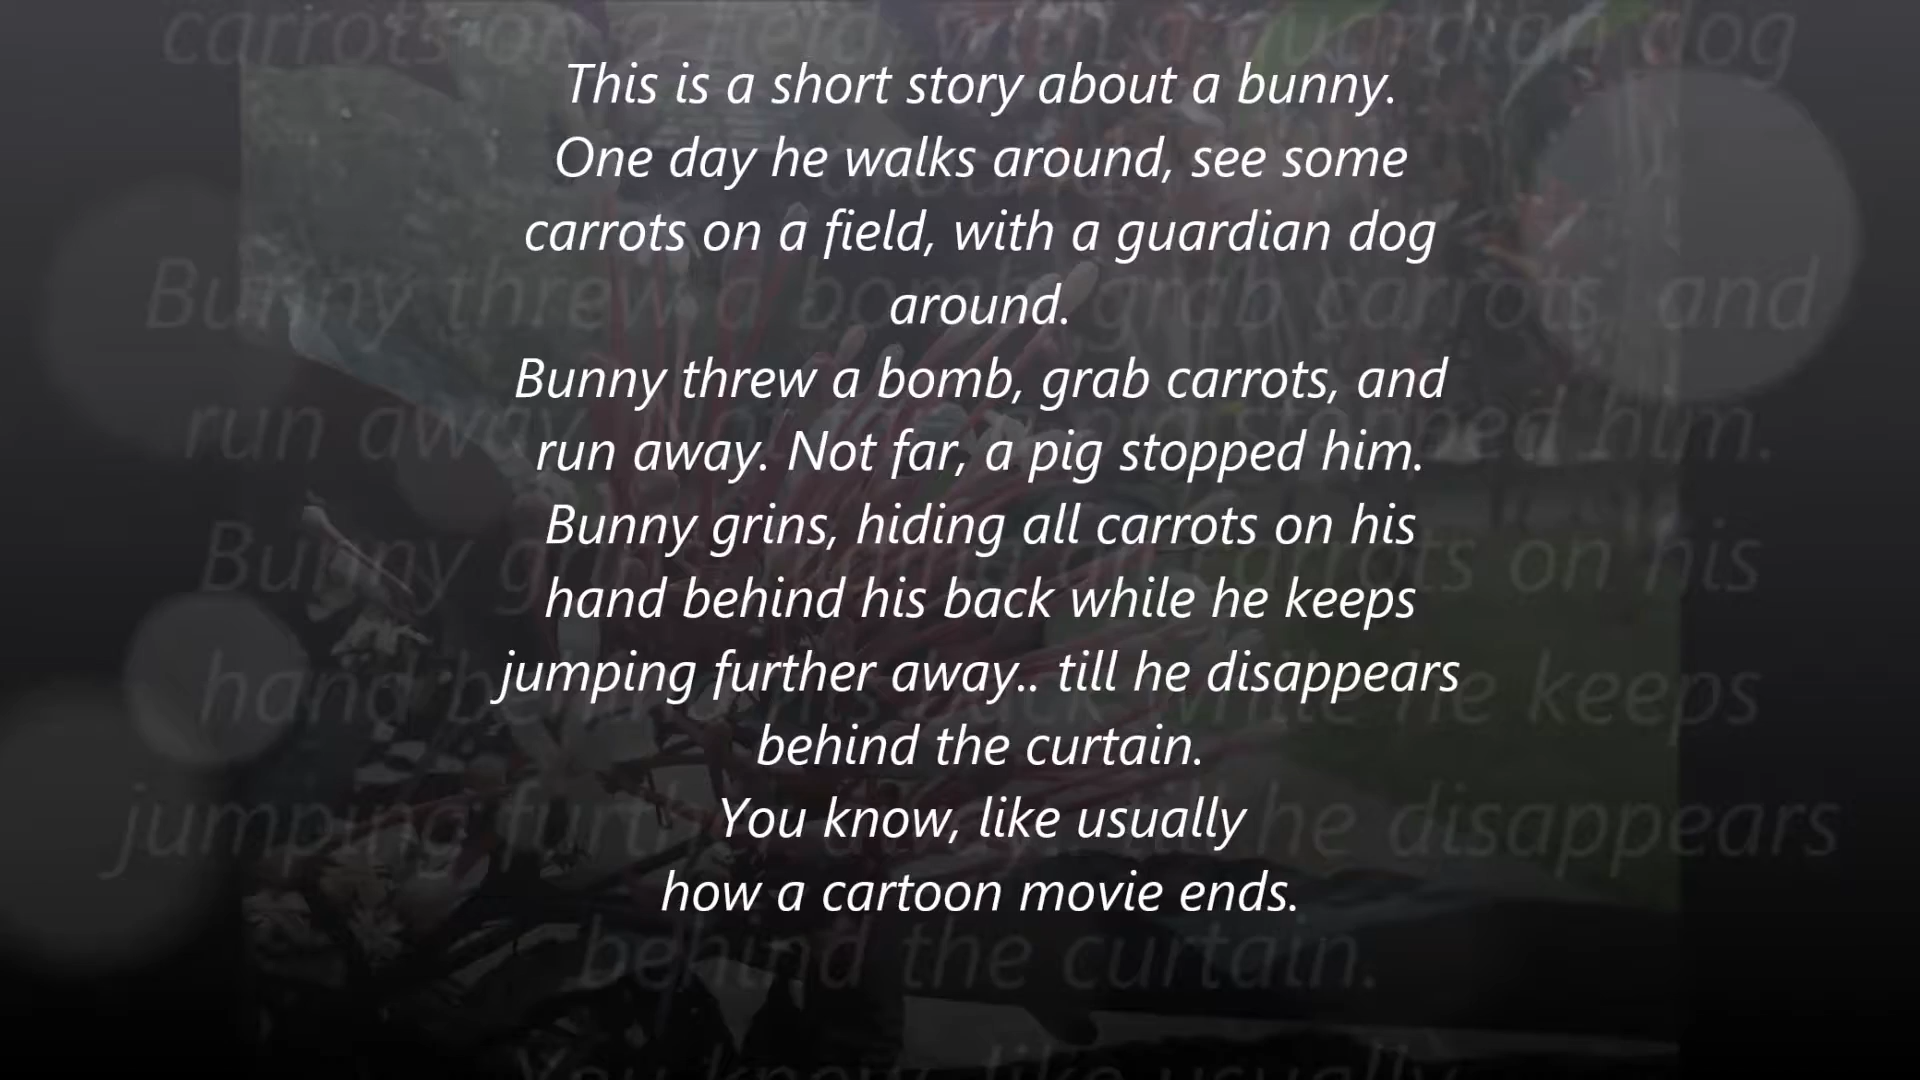 This is a short story about a bunny.
One day he walks around, see some
carrots on a field, with a guardian dog
around.
Bunny threw a bomb, grab carrots, and
run away. Not far, a pig stopped him.
Bunny grins, hiding all carrots on his
hand behind his back while he keeps
jumping further away.. till he disappears
behind the curtain.
You know, like usually
how a cartoon movie ends.